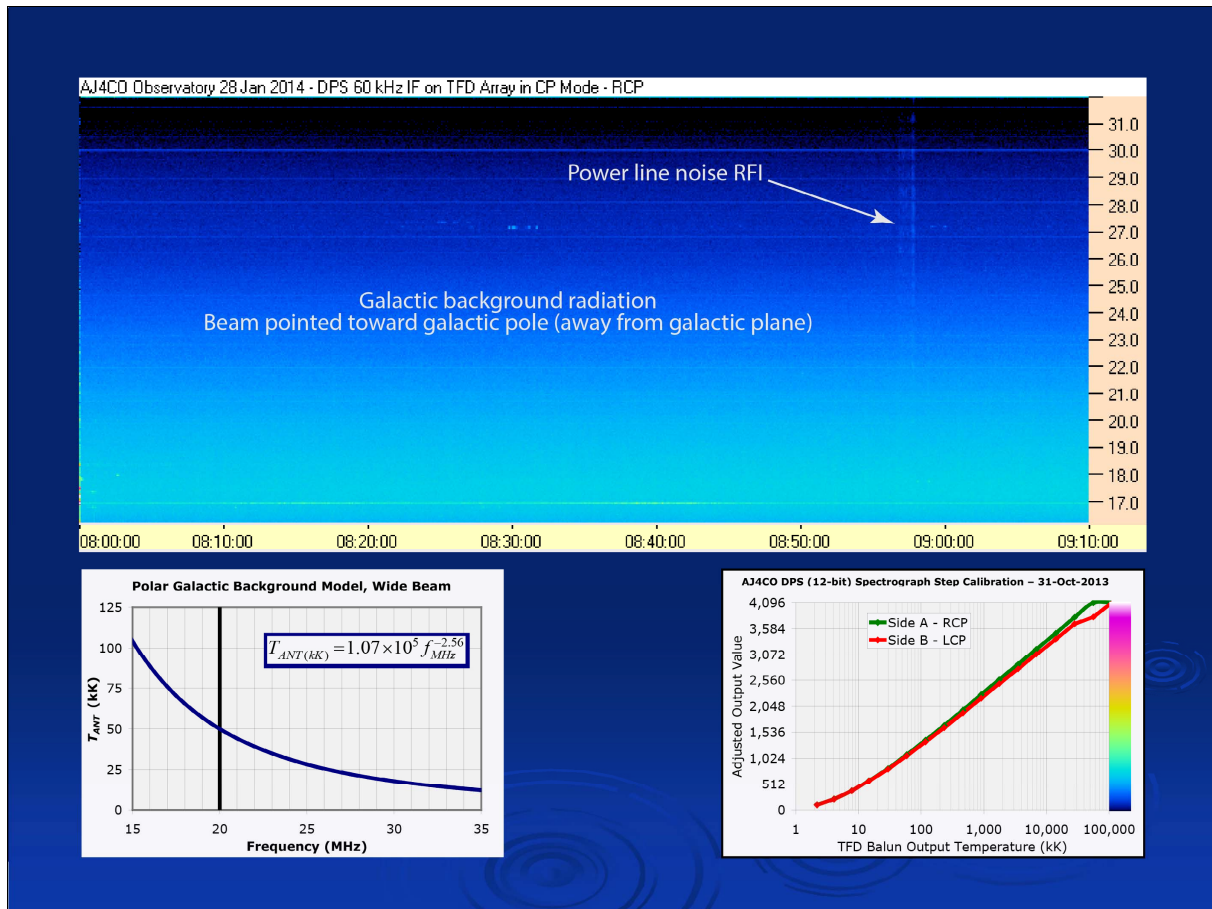 AJ4CO Observatory 28 Jan 2014 - DPS 60 kHz IF on TFD Array in CP Mode - RCP
31.0
30.0
29.0
28.0
27.0
26.0
25.0
24.0
23.0
22.0
21.0
20.0
19.0
18.0
17.0
Power line noise RFI
Galactic background radiation
Beam pointed toward galactic pole (away from galactic plane)
08:00:00 08:10:00 08:20:00 08:30:00 08:40:00 08:50:00 09:00:00 09:10:00
Polar Galactic Background Model, Wide Beam
T_ANT (kK)
125
100
75
50
25
0
T_{ANT(kK)} = 1.07×10^5 f_{MHz}^{-2.56}
15 20 25 30 35
Frequency (MHz)
AJ4CO DPS (12-bit) Spectrograph Step Calibration – 31-Oct-2013
Adjusted Output Value
4,096
3,584
3,072
2,560
2,048
1,536
1,024
512
0
Side A - RCP
Side B - LCP
1 10 100 1,000 10,000 100,000
TFD Balun Output Temperature (kK)